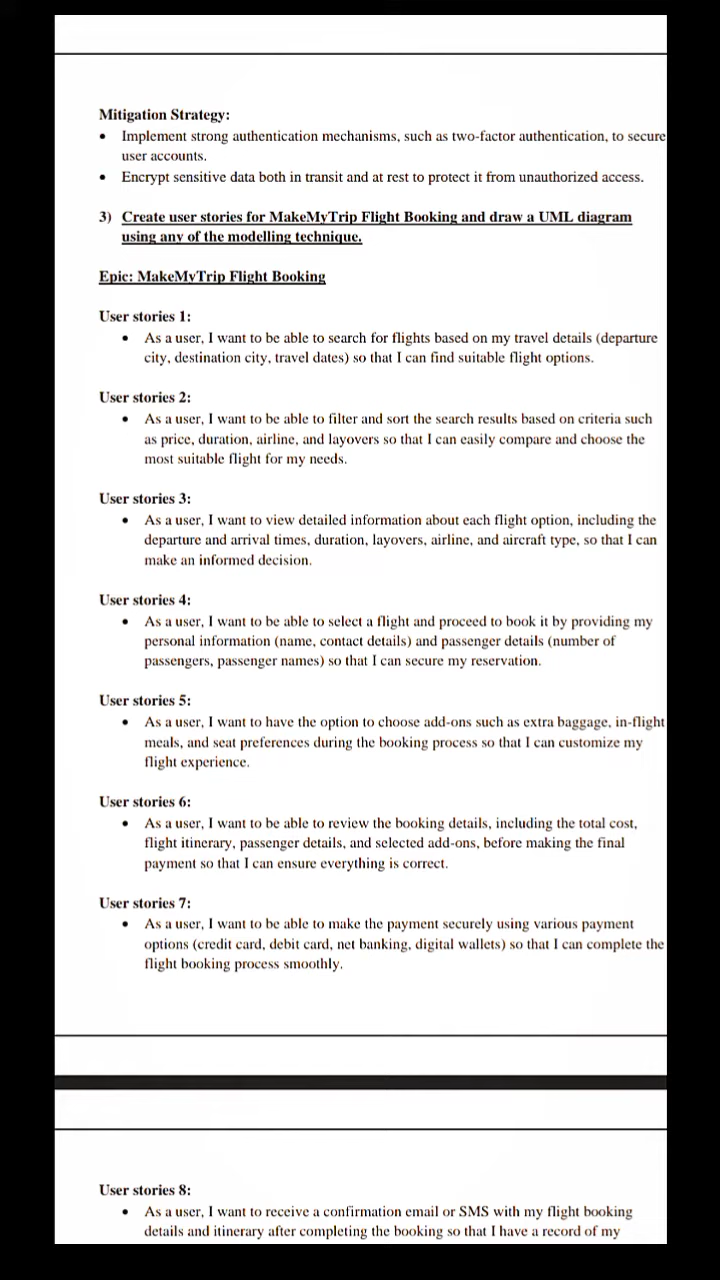 Mitigation Strategy:
• Implement strong authentication mechanisms, such as two-factor authentication, to secure
user accounts.
• Encrypt sensitive data both in transit and at rest to protect it from unauthorized access.
3) Create user stories for MakeMyTrip Flight Booking and draw a UML diagram
using any of the modelling technique.
Epic: MakeMyTrip Flight Booking
User stories 1:
• As a user, I want to be able to search for flights based on my travel details (departure
city, destination city, travel dates) so that I can find suitable flight options.
User stories 2:
• As a user, I want to be able to filter and sort the search results based on criteria such
as price, duration, airline, and layovers so that I can easily compare and choose the
most suitable flight for my needs.
User stories 3:
• As a user, I want to view detailed information about each flight option, including the
departure and arrival times, duration, layovers, airline, and aircraft type, so that I can
make an informed decision.
User stories 4:
• As a user, I want to be able to select a flight and proceed to book it by providing my
personal information (name, contact details) and passenger details (number of
passengers, passenger names) so that I can secure my reservation.
User stories 5:
• As a user, I want to have the option to choose add-ons such as extra baggage, in-flight
meals, and seat preferences during the booking process so that I can customize my
flight experience.
User stories 6:
• As a user, I want to be able to review the booking details, including the total cost,
flight itinerary, passenger details, and selected add-ons, before making the final
payment so that I can ensure everything is correct.
User stories 7:
• As a user, I want to be able to make the payment securely using various payment
options (credit card, debit card, net banking, digital wallets) so that I can complete the
flight booking process smoothly.
User stories 8:
• As a user, I want to receive a confirmation email or SMS with my flight booking
details and itinerary after completing the booking so that I have a record of my